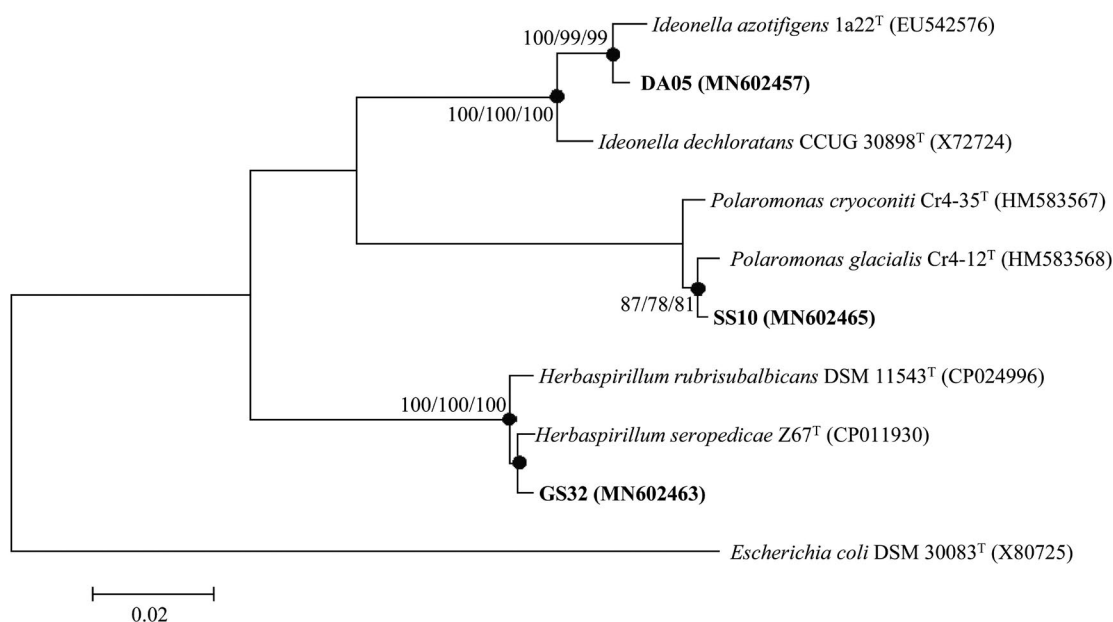 Ideonella azotifigens 1a22T (EU542576)
100/99/99
DA05 (MN602457)
100/100/100
Ideonella dechloratans CCUG 30898T (X72724)
Polaromonas cryoconiti Cr4-35T (HM583567)
Polaromonas glacialis Cr4-12T (HM583568)
87/78/81
SS10 (MN602465)
Herbaspirillum rubrisubalbicans DSM 11543T (CP024996)
100/100/100
Herbaspirillum seropedicae Z67T (CP011930)
GS32 (MN602463)
Escherichia coli DSM 30083T (X80725)
0.02